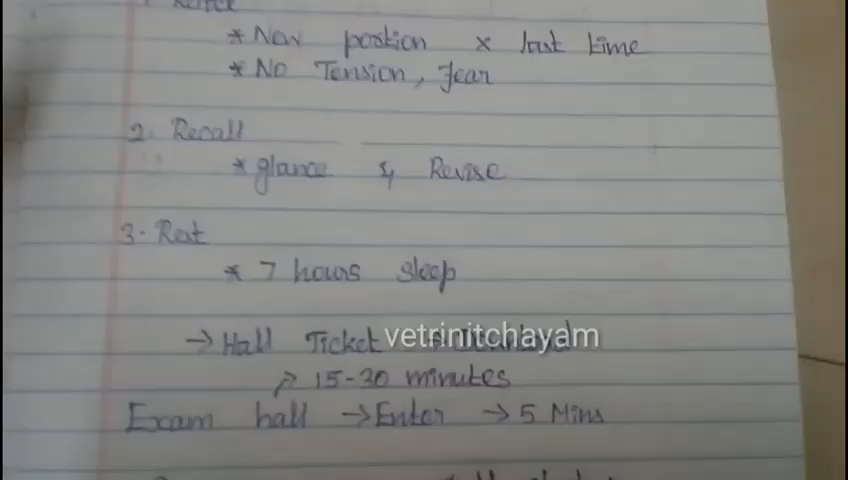 * New portion x last time
* No Tension, Fear
2. Recall
* glance & Revise
3. Rest
* 7 hours sleep
→ Hall Ticket
vetrinitchayam
15-30 minutes
Exam hall → Enter → 5 Mins